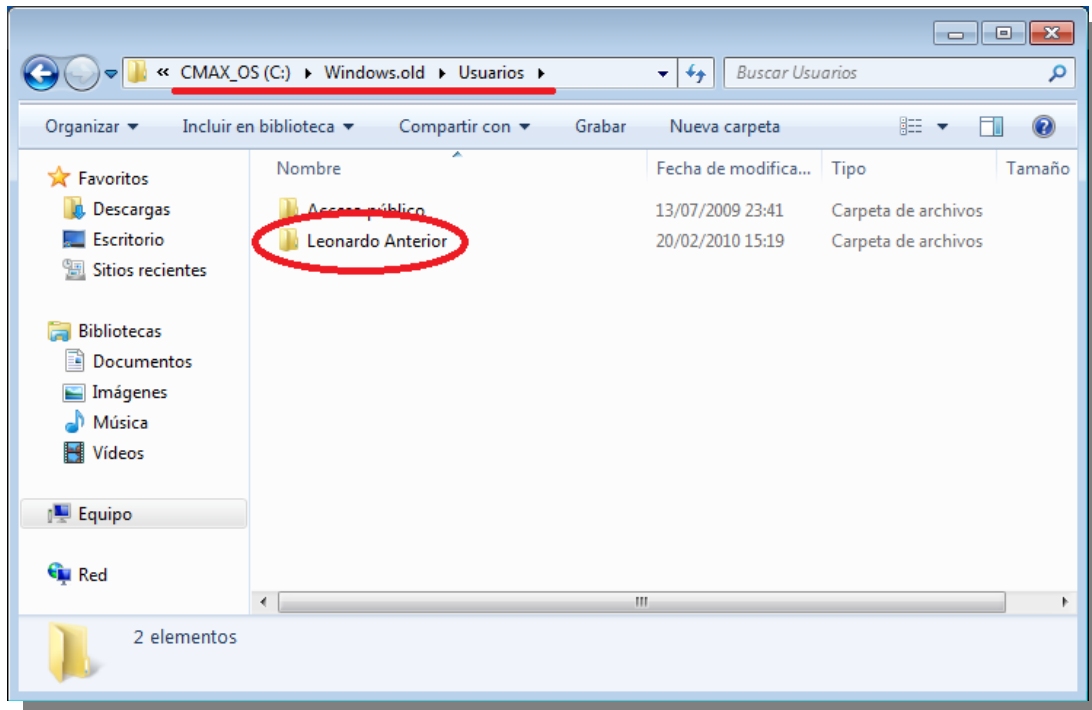 « CMAX_OS (C:) ▸ Windows.old ▸ Usuarios ▸ Buscar Usuarios
Organizar Incluir en biblioteca Compartir con Grabar Nueva carpeta
Nombre Fecha de modifica... Tipo Tamaño
Favoritos
Descargas
Escritorio
Sitios recientes
Bibliotecas
Documentos
Imágenes
Música
Vídeos
Equipo
Red
Acceso público 13/07/2009 23:41 Carpeta de archivos
Leonardo Anterior 20/02/2010 15:19 Carpeta de archivos
2 elementos